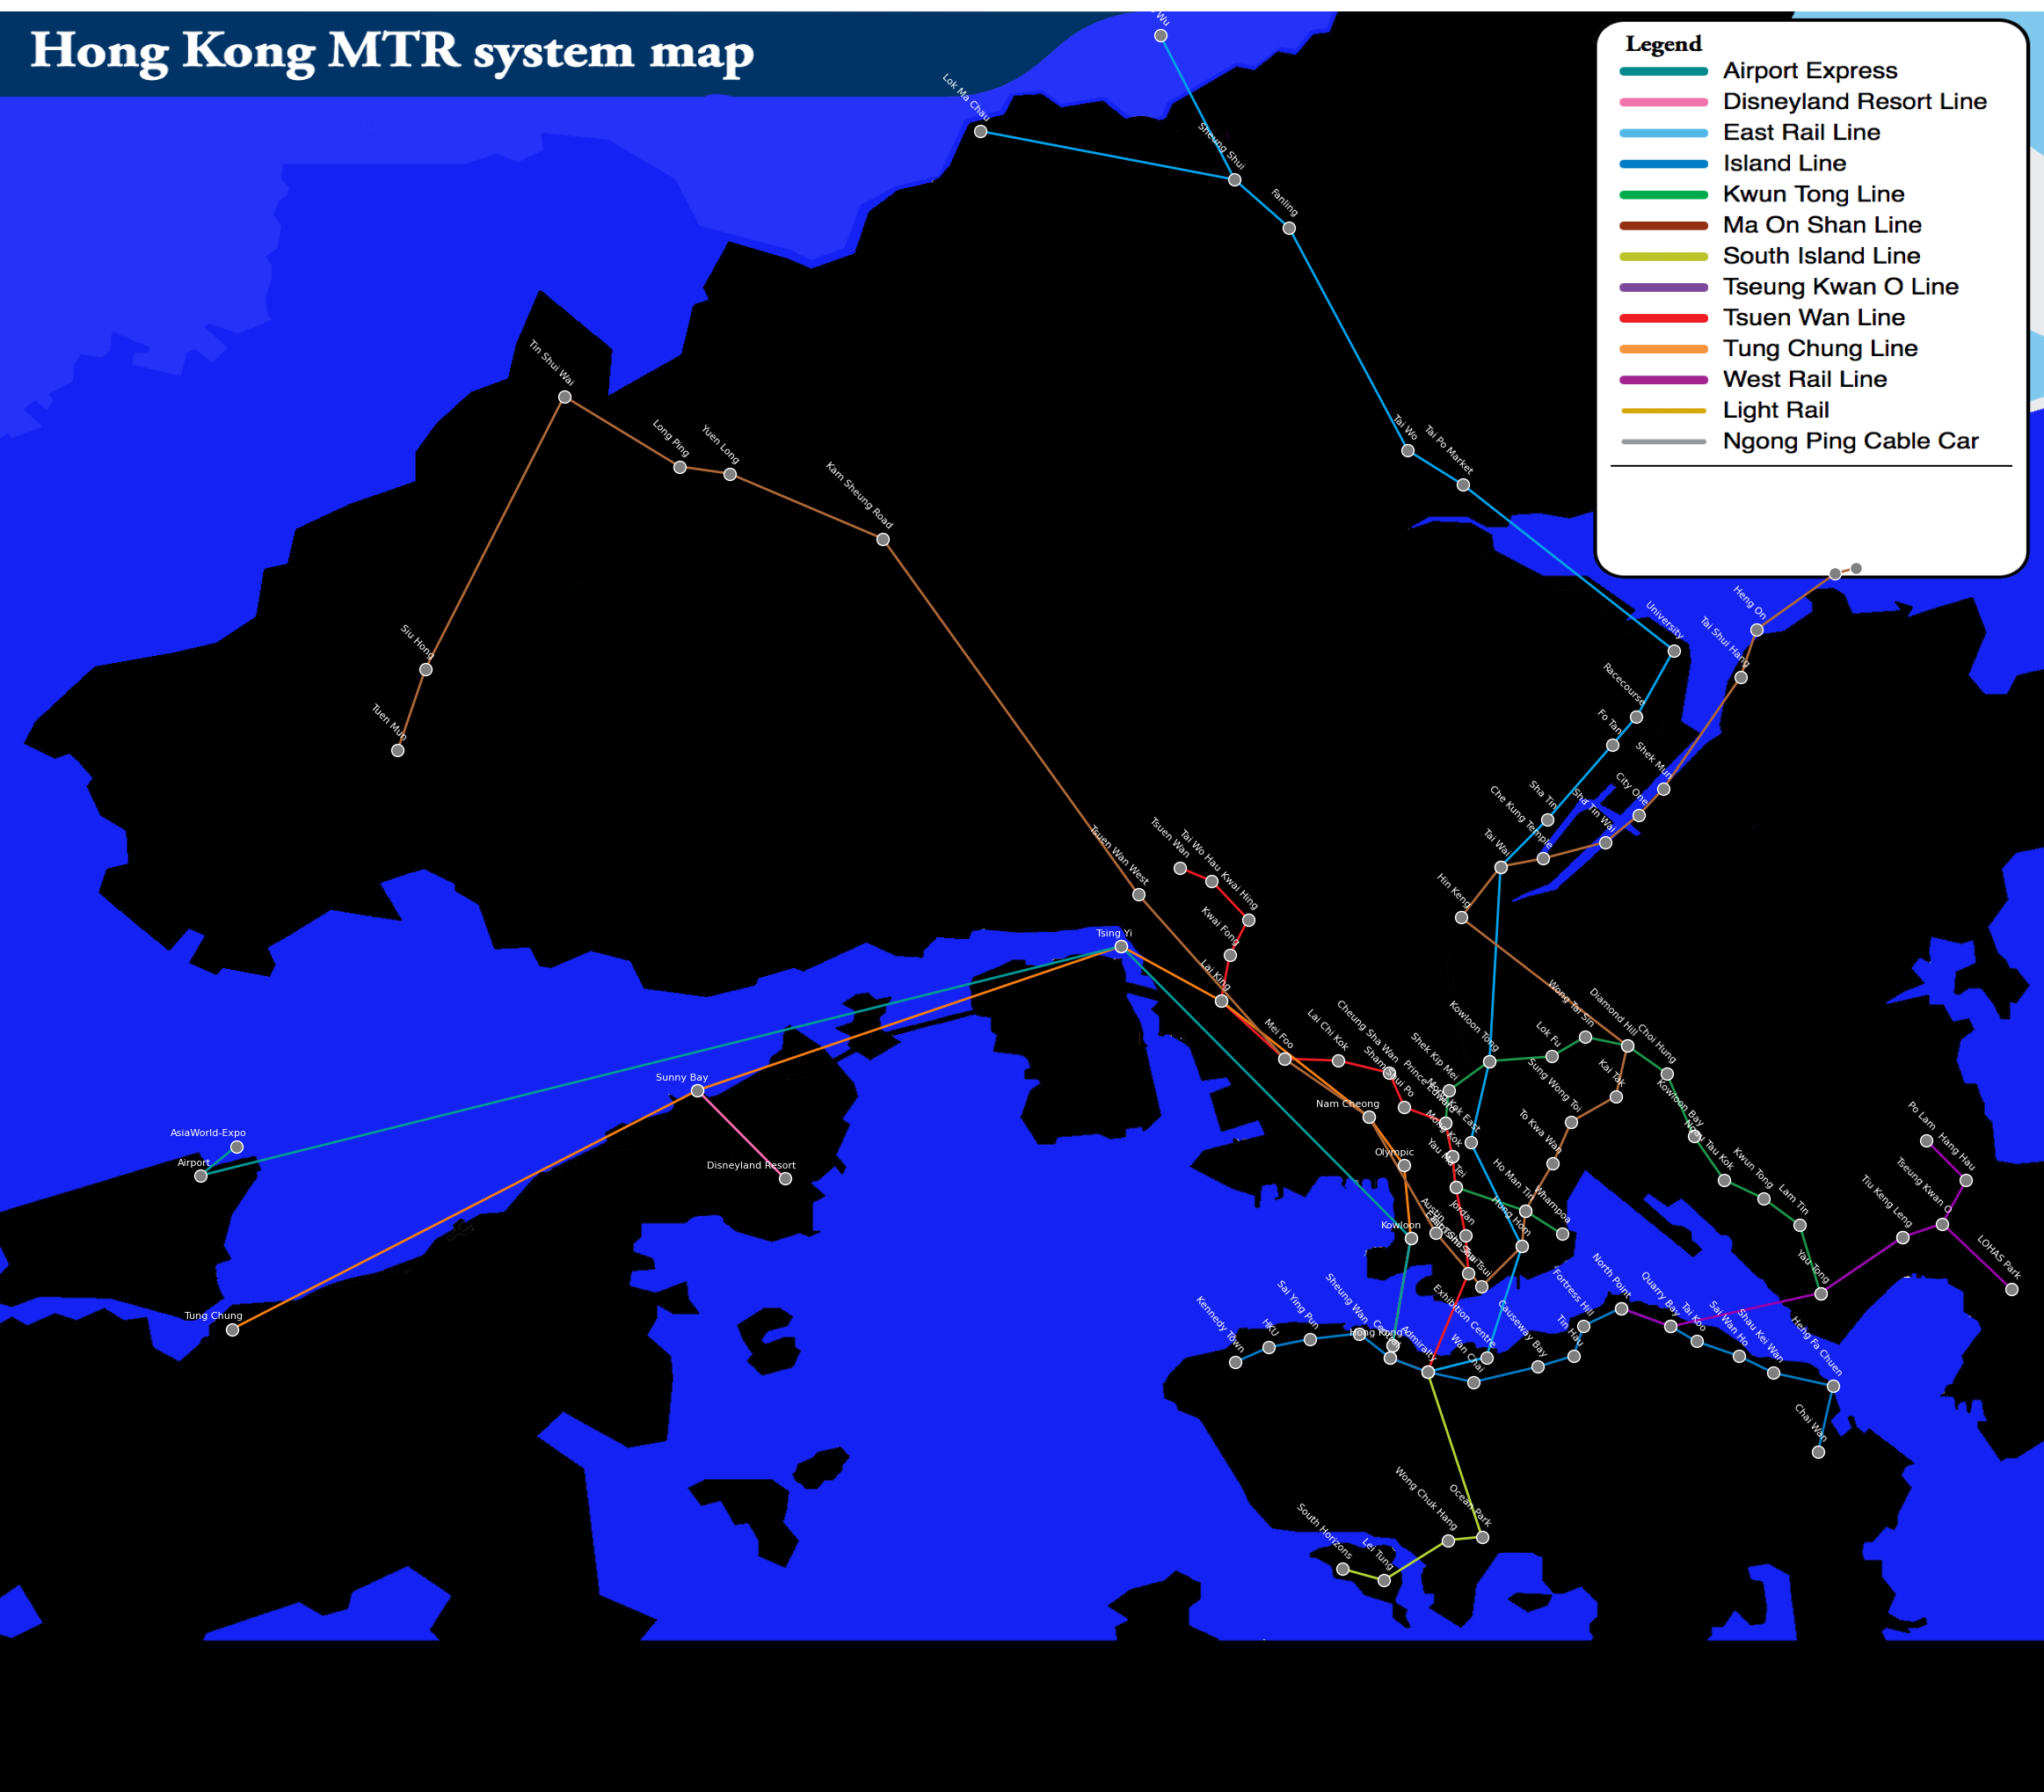 Hong Kong MTR system map
Legend
Airport Express
Disneyland Resort Line
East Rail Line
Island Line
Kwun Tong Line
Ma On Shan Line
South Island Line
Tseung Kwan O Line
Tsuen Wan Line
Tung Chung Line
West Rail Line
Light Rail
Ngong Ping Cable Car
Wu
Lok Ma Chau
Sheung Shui
Fanling
Tin Shui Wai
Long Ping
Yuen Long
Tai Wo
Tai Po Market
Kam Sheung Road
Siu Hong
Tuen Mun
University
Heng On
Tai Shui Hang
Racecourse
Fo Tan
Shek Mun
City One
Sha Tin
Sha Tin Wai
Che Kung Temple
Tai Wai
Hin Keng
Tsuen Wan West
Tsuen Wan
Tai Wo Hau
Kwai Hing
Kwai Fong
Tsing Yi
Lai King
Mei Foo
Lai Chi Kok
Cheung Sha Wan
Sham Shui Po
Prince Edward
Shek Kip Mei
Kowloon Tong
Lok Fu
Wong Tai Sin
Diamond Hill
Choi Hung
Kowloon Bay
Ngau Tau Kok
Kwun Tong
Lam Tin
Yau Tong
Kai Tak
Sung Wong Toi
To Kwa Wan
Ho Man Tin
Whampoa
Hung Hom
Mong Kok East
Mong Kok
Yau Ma Tei
Jordan
Austin
Nam Cheong
Olympic
Kowloon
Sunny Bay
Disneyland Resort
AsiaWorld-Expo
Airport
Tung Chung
Po Lam
Hang Hau
Tseung Kwan O
Tiu Keng Leng
LOHAS Park
Kennedy Town
HKU
Sai Ying Pun
Sheung Wan
Hong Kong
Admiralty
Exhibition Centre
Wan Chai
Causeway Bay
Tin Hau
Fortress Hill
North Point
Quarry Bay
Tai Koo
Sai Wan Ho
Shau Kei Wan
Heng Fa Chuen
Chai Wan
Ocean Park
Wong Chuk Hang
Lei Tung
South Horizons